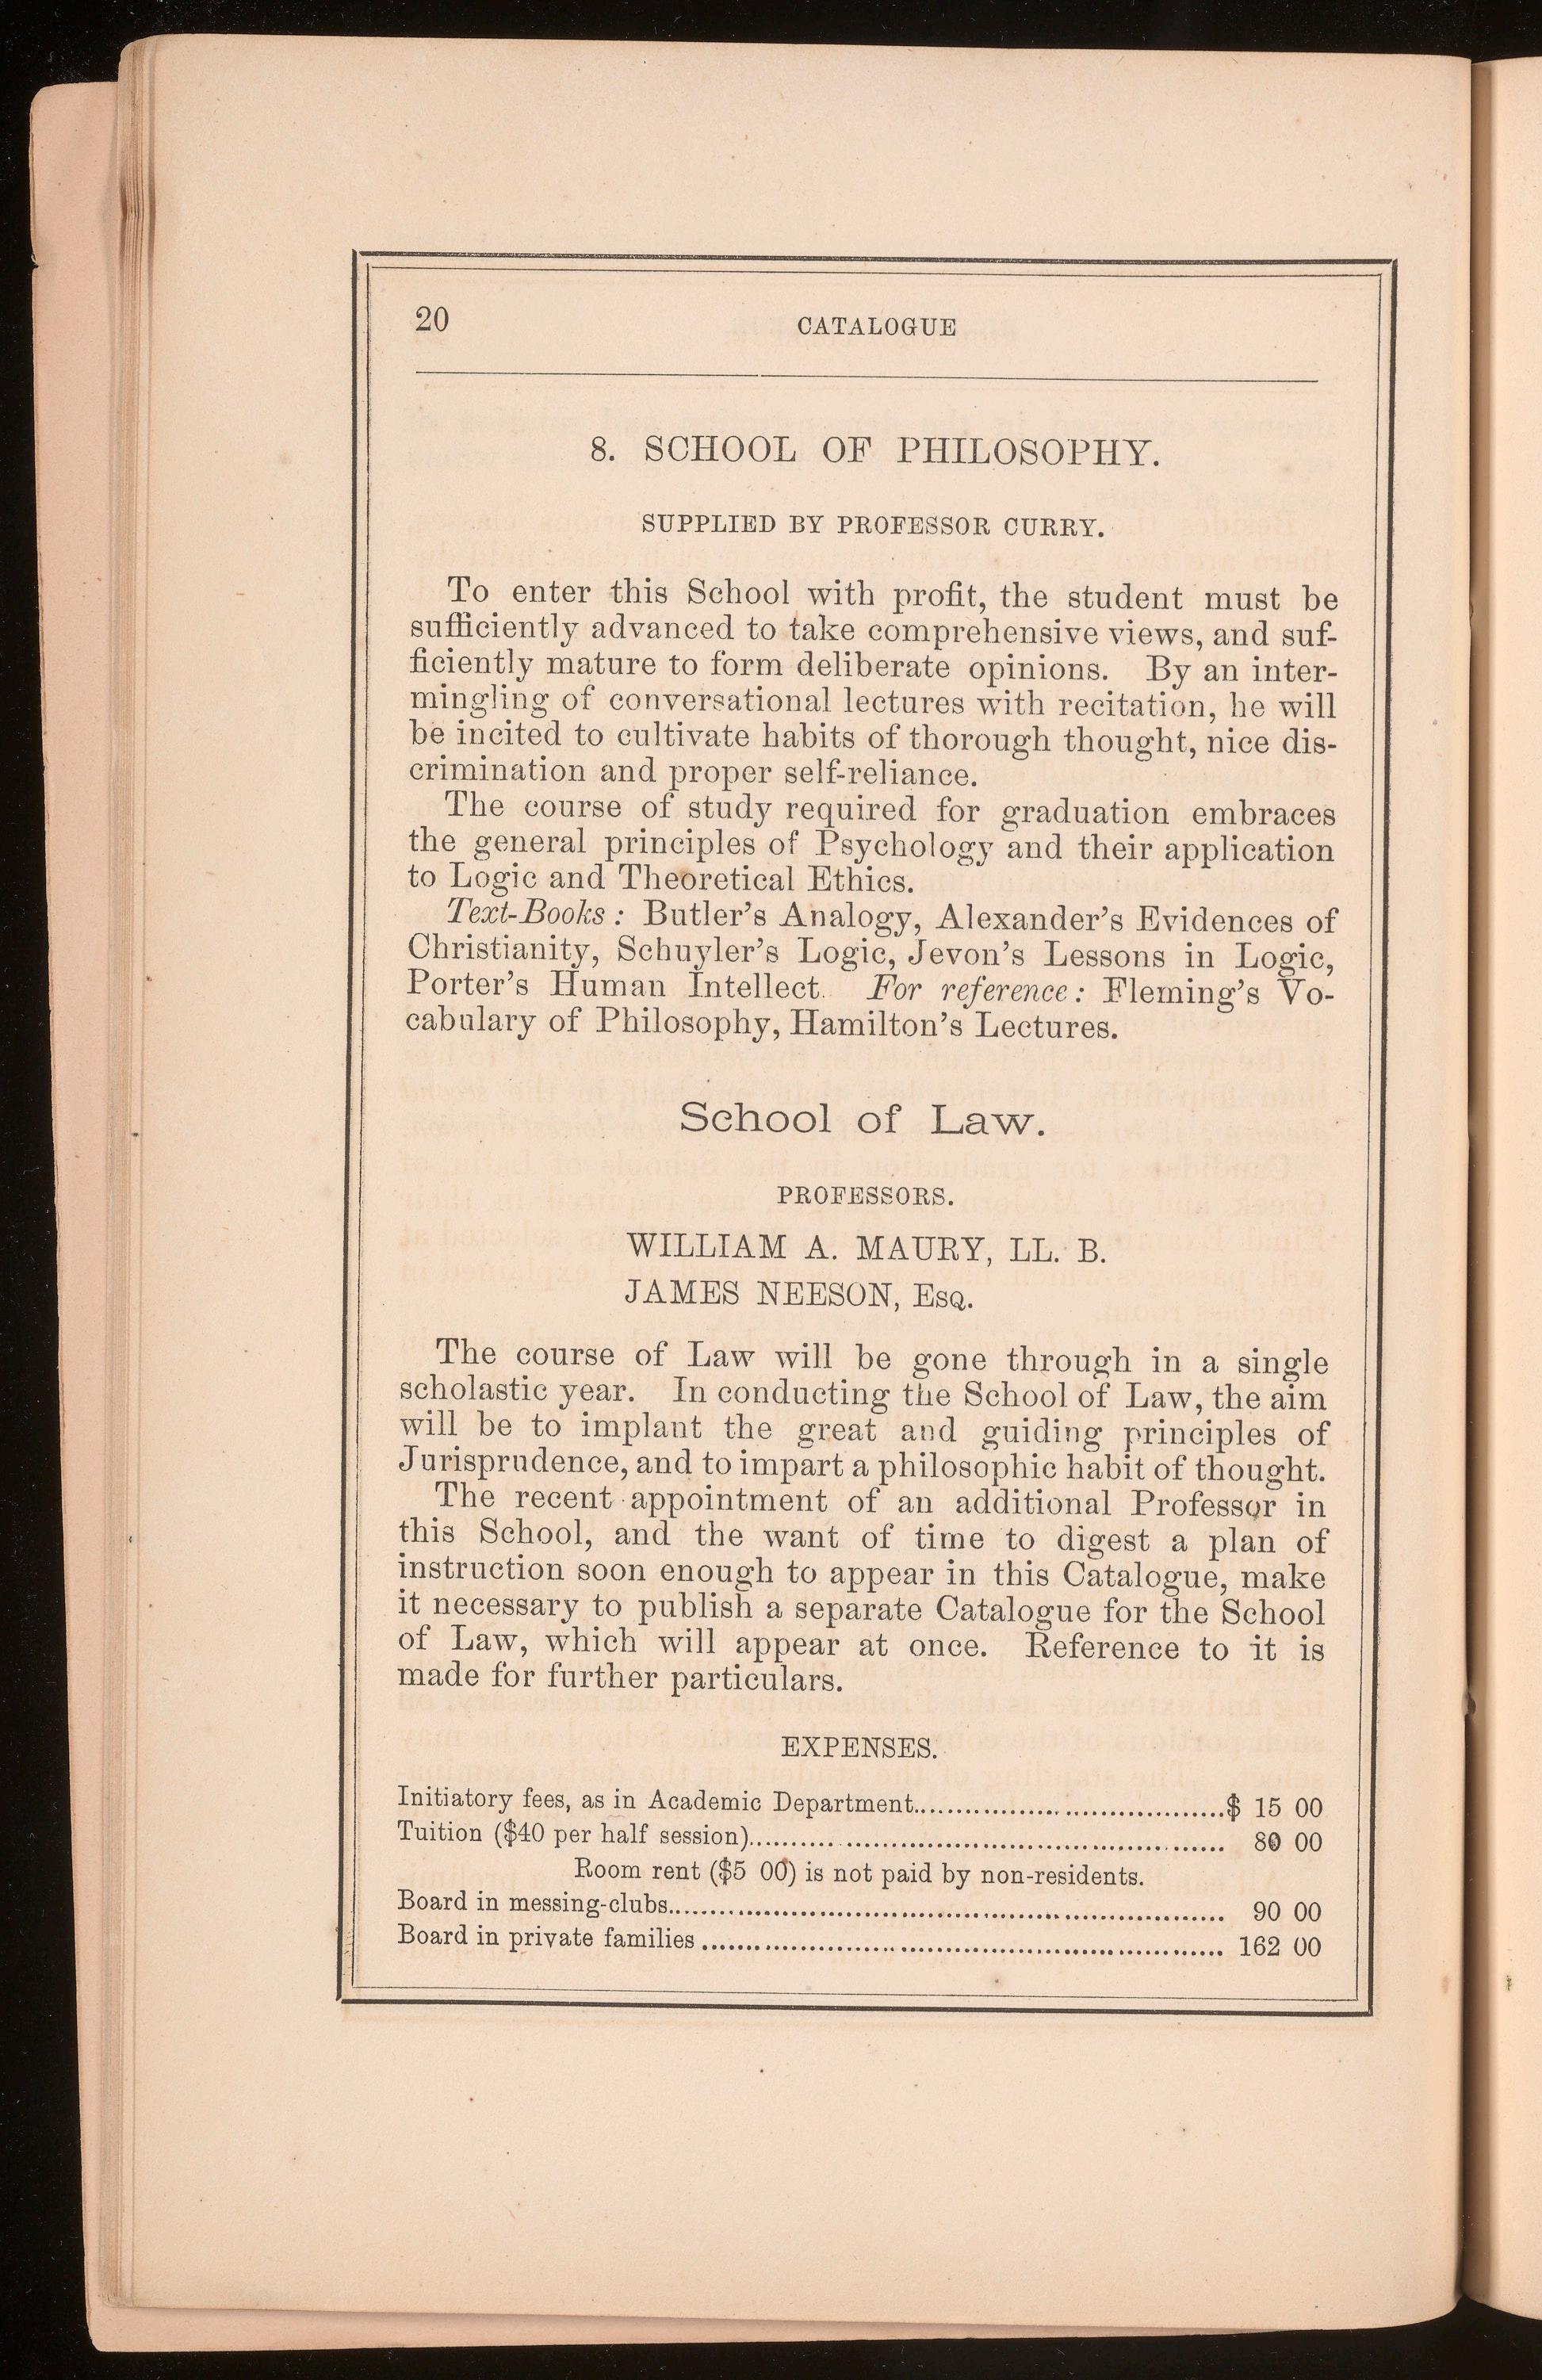 20
CATALOGUE
8. SCHOOL OF PHILOSOPHY.
SUPPLIED BY PROFESSOR CURRY.
To enter this School with profit, the student must be
sufficiently advanced to take comprehensive views, and suf-
ficiently mature to form deliberate opinions. By an inter-
mingling of conversational lectures with recitation, he will
be incited to cultivate habits of thorough thought, nice dis-
crimination and proper self-reliance.
The course of study required for graduation embraces
the general principles of Psychology and their application
to Logic and Theoretical Ethics.
Text-Books: Butler's Analogy, Alexander's Evidences of
Christianity, Schuyler's Logic, Jevon's Lessons in Logic,
Porter's Human Intellect. For reference: Fleming's Vo-
cabulary of Philosophy, Hamilton's Lectures.
School of Law.
PROFESSORS.
WILLIAM A. MAURY, LL. B.
JAMES NEESON, ESQ.
The course of Law will be gone through in a single
scholastic year. In conducting the School of Law, the aim
will be to implant the great and guiding principles of
Jurisprudence, and to impart a philosophic habit of thought.
The recent appointment of an additional Professor in
this School, and the want of time to digest a plan of
instruction soon enough to appear in this Catalogue, make
it necessary to publish a separate Catalogue for the School
of Law, which will appear at once. Reference to it is
made for further particulars.
EXPENSES.
Initiatory fees, as in Academic Department........................................$ 15 00
Tuition ($40 per half session)............................................................ 80 00
Room rent ($5 00) is not paid by non-residents.
Board in messing-clubs...................................................................... 90 00
Board in private families .................................................................. 162 00